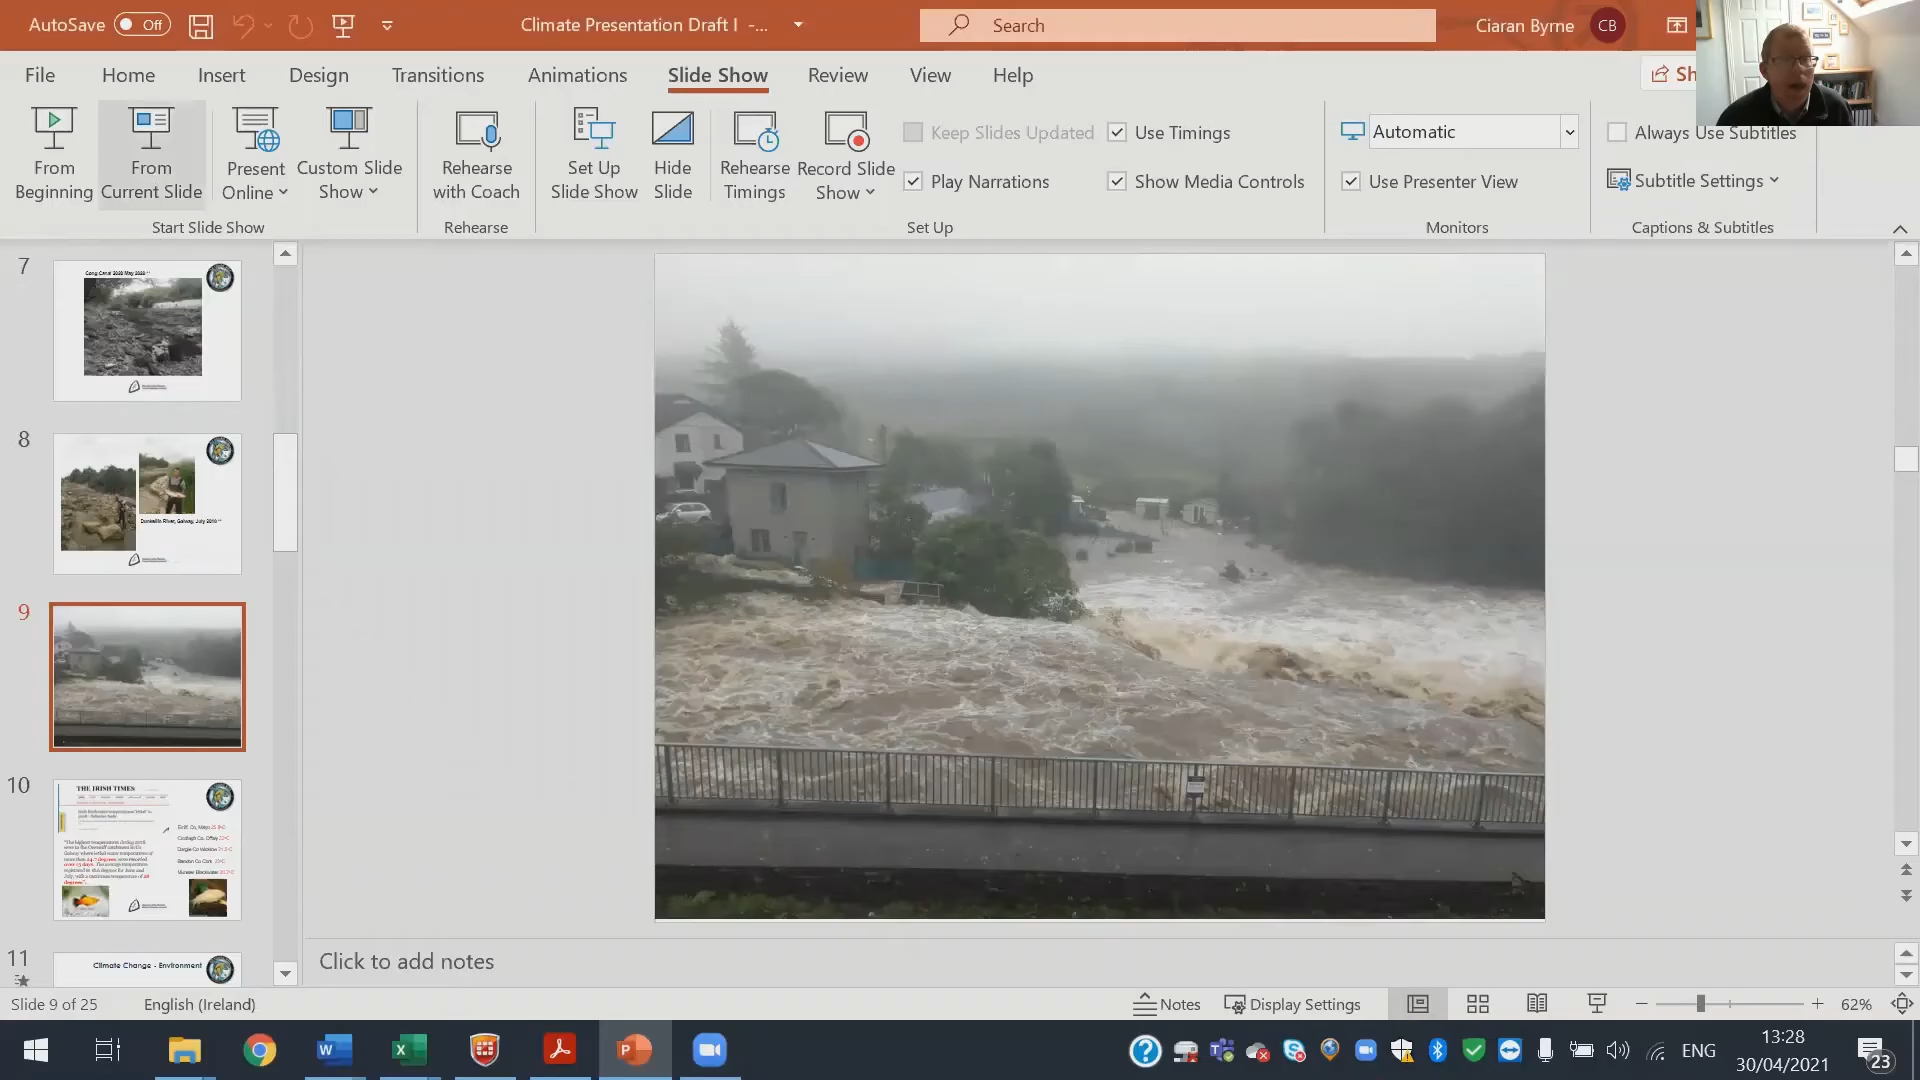 AutoSave Off
Climate Presentation Draft I -...
Search
Ciaran Byrne
CB
File Home Insert Design Transitions Animations Slide Show Review View Help
Sh
From Beginning
From Current Slide
Present Online
Custom Slide Show
Start Slide Show
Rehearse with Coach
Rehearse
Set Up Slide Show
Hide Slide
Rehearse Timings
Record Slide Show
Keep Slides Updated
Play Narrations
Use Timings
Show Media Controls
Set Up
Automatic
Use Presenter View
Monitors
Always Use Subtitles
Subtitle Settings
Captions & Subtitles
7
8
9
10
THE IRISH TIMES
11
Climate Change - Environment
Click to add notes
Slide 9 of 25
English (Ireland)
Notes
Display Settings
62%
ENG
13:28
30/04/2021
23